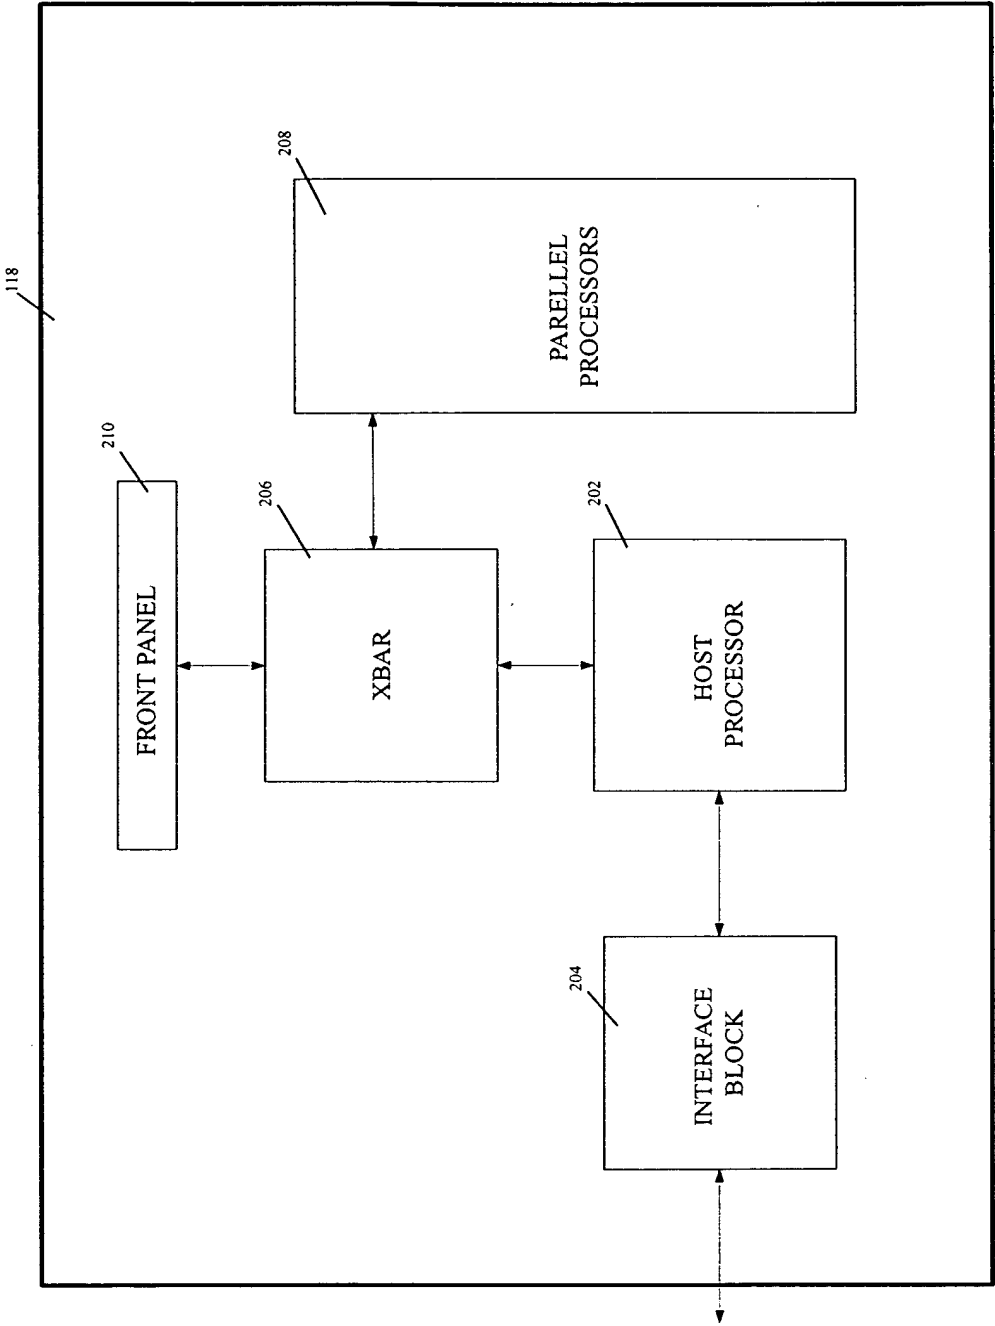 118
210
FRONT PANEL
206
XBAR
208
PARELLEL
PROCESSORS
204
INTERFACE
BLOCK
202
HOST
PROCESSOR